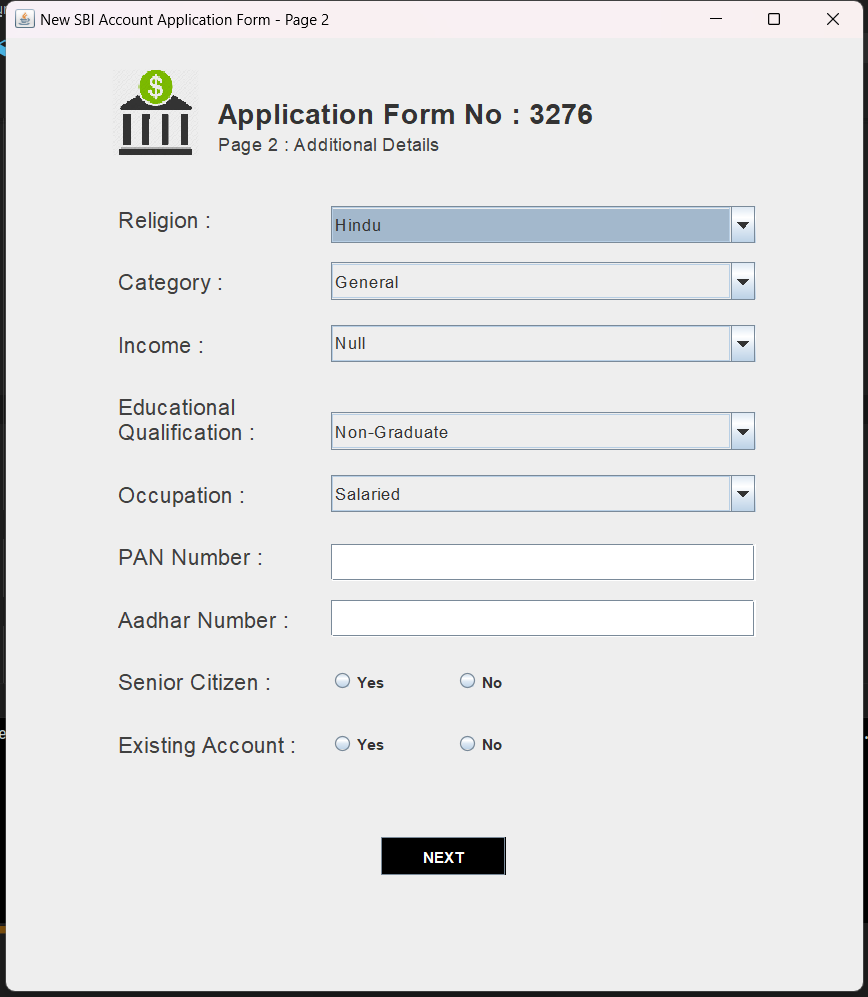 New SBI Account Application Form - Page 2
$
Application Form No : 3276
Page 2 : Additional Details
Religion : Hindu
Category : General
Income : Null
Educational
Qualification : Non-Graduate
Occupation : Salaried
PAN Number :
Aadhar Number :
Senior Citizen : Yes No
Existing Account : Yes No
NEXT